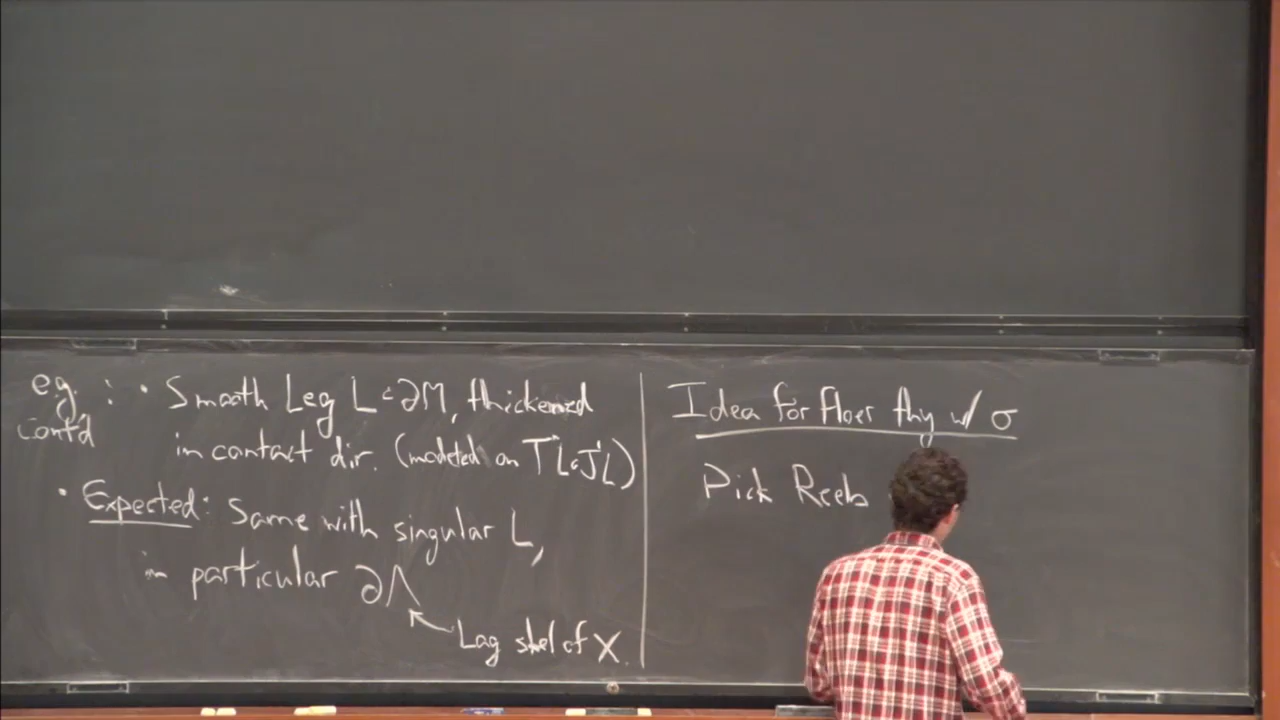 e.g. : • Smooth Leg L ⊂ ∂M, thickened
cont'd
in contact dir. (modeled on T*L⊂J¹L)
• Expected: Same with singular L,
in particular ∂Λ
Lag skel of X.
Idea for floer thy w/ σ
Pick Reeb